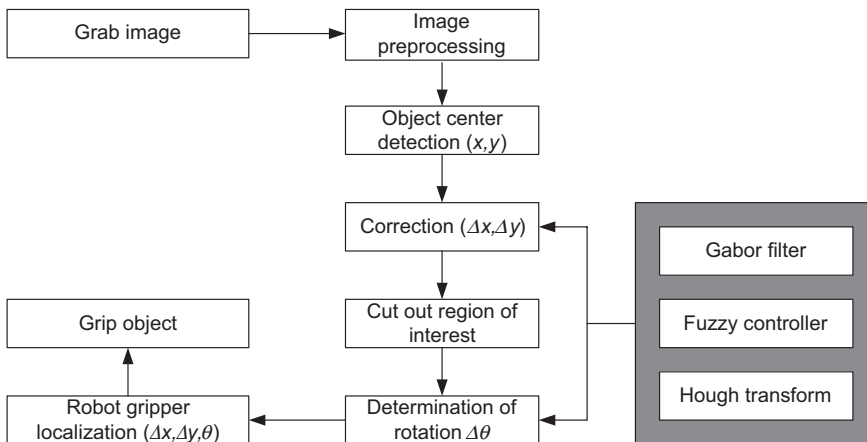 Grab image
Image
preprocessing
Object center
detection (x,y)
Correction (Δx,Δy)
Gabor filter
Cut out region of
interest
Fuzzy controller
Grip object
Determination of
rotation Δθ
Hough transform
Robot gripper
localization (Δx,Δy,θ)